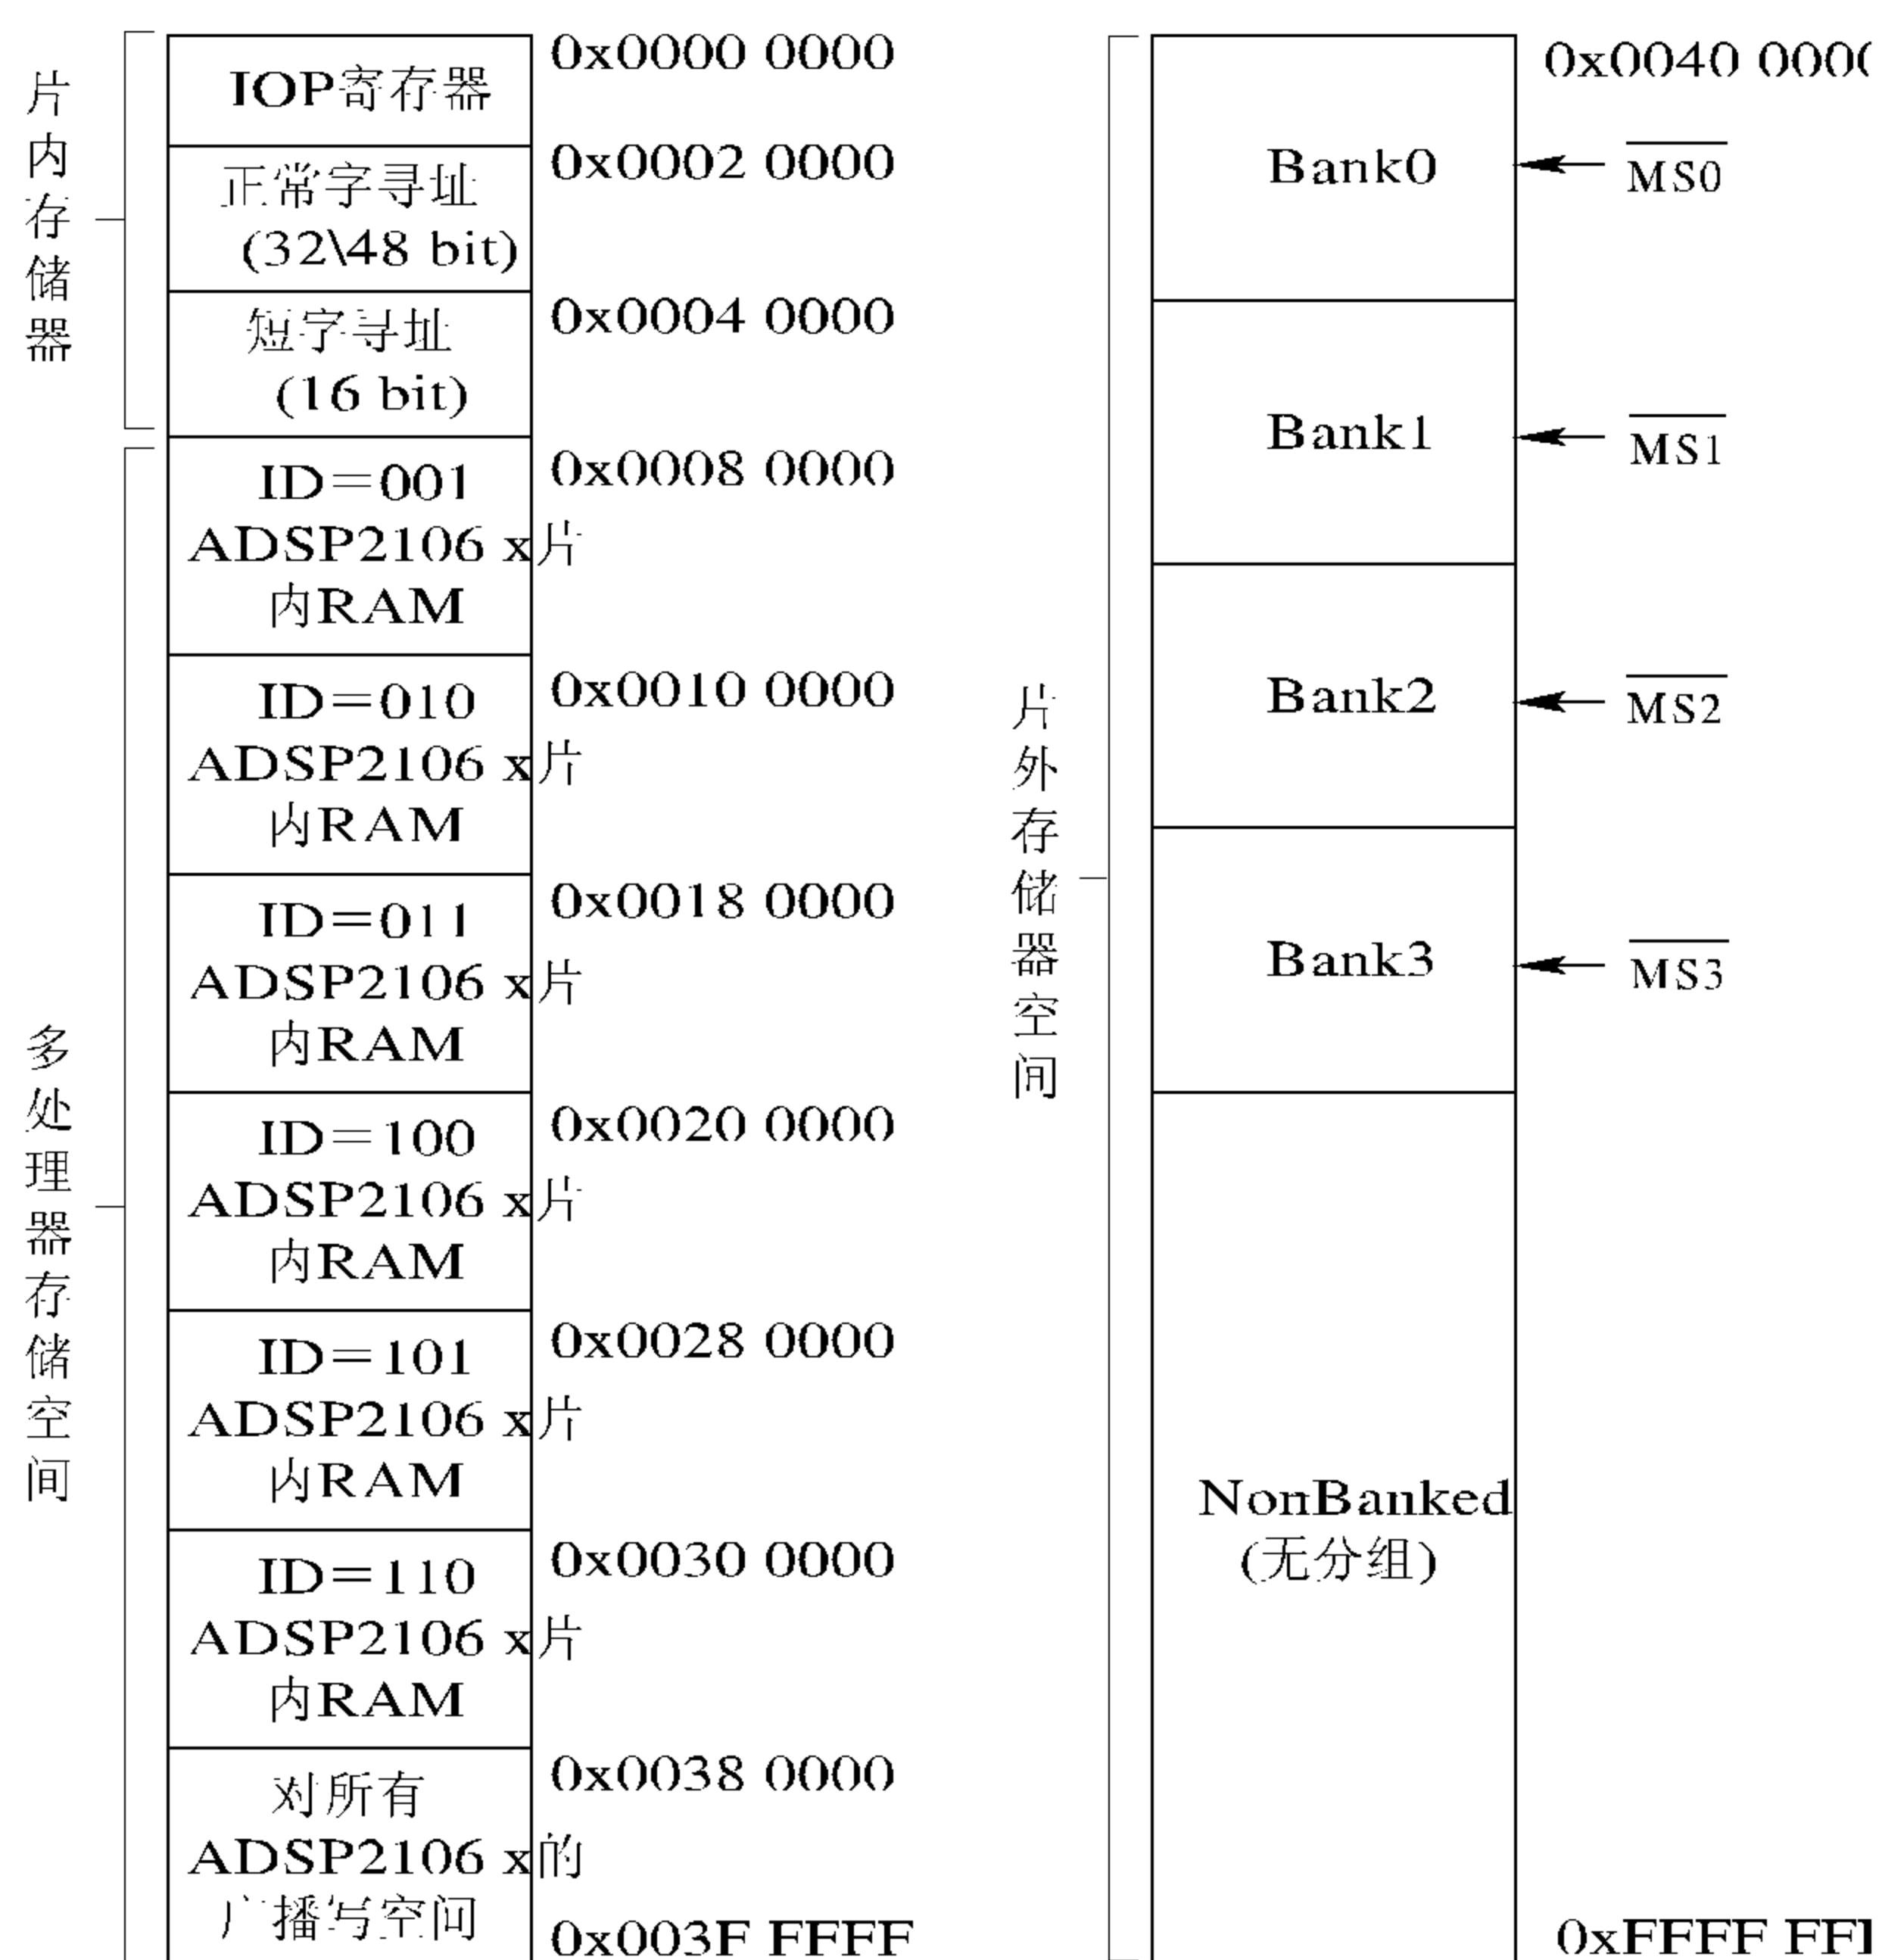 片内存储器
IOP寄存器
0x0000 0000
正常字寻址
(32\48 bit)
0x0002 0000
短字寻址
(16 bit)
0x0004 0000
多处理器存储空间
ID=001
ADSP2106 x片
内RAM
0x0008 0000
ID=010
ADSP2106 x片
内RAM
0x0010 0000
ID=011
ADSP2106 x片
内RAM
0x0018 0000
ID=100
ADSP2106 x片
内RAM
0x0020 0000
ID=101
ADSP2106 x片
内RAM
0x0028 0000
ID=110
ADSP2106 x片
内RAM
0x0030 0000
对所有
ADSP2106 x的
广播写空间
0x0038 0000
0x003F FFFF
片外存储器空间
0x0040 000
Bank0
MS0
Bank1
MS1
Bank2
MS2
Bank3
MS3
NonBanked
(无分组)
0xFFFF FF